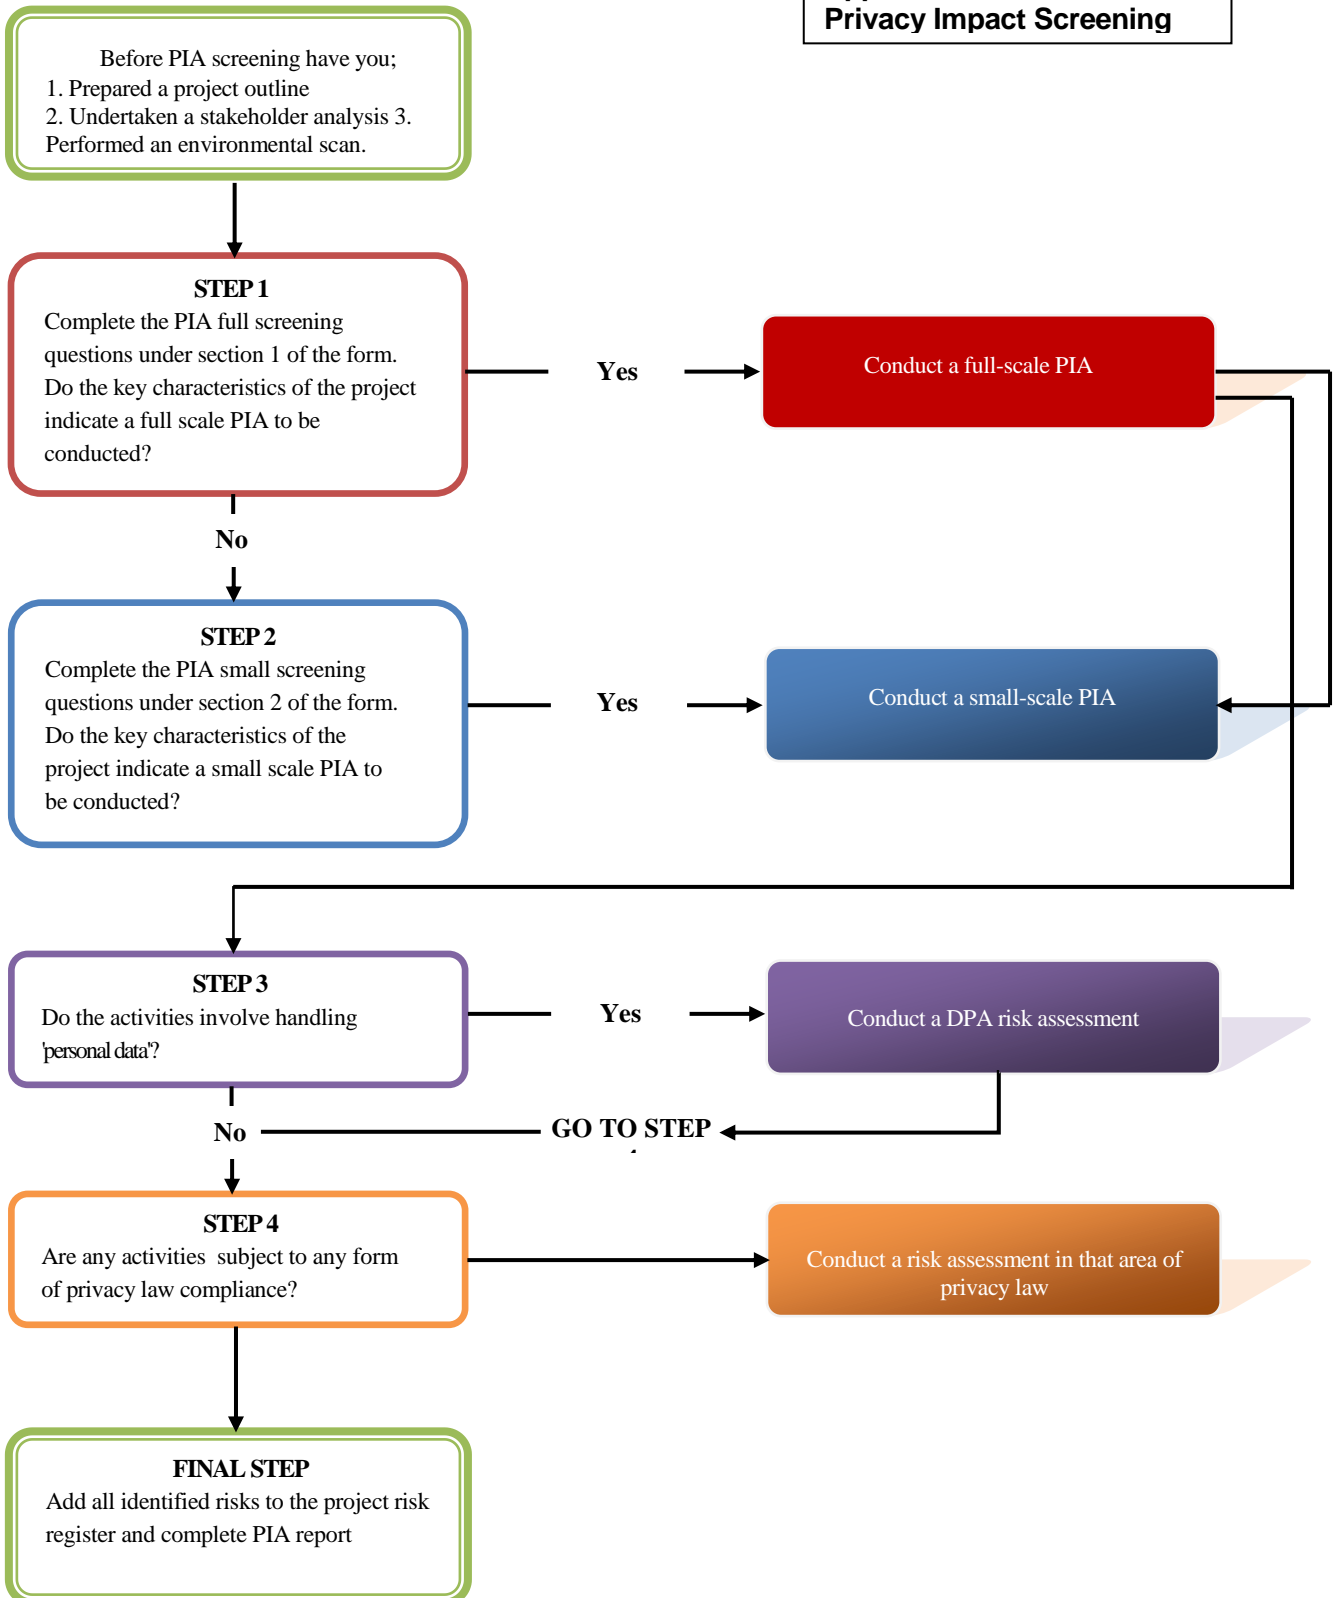 Privacy Impact Screening
Before PIA screening have you;
1. Prepared a project outline
2. Undertaken a stakeholder analysis 3.
Performed an environmental scan.
STEP 1
Complete the PIA full screening
questions under section 1 of the form.
Do the key characteristics of the project
indicate a full scale PIA to be
conducted?
Yes
Conduct a full-scale PIA
No
STEP 2
Complete the PIA small screening
questions under section 2 of the form.
Do the key characteristics of the
project indicate a small scale PIA to
be conducted?
Yes
Conduct a small-scale PIA
STEP 3
Do the activities involve handling
'personal data'?
Yes
Conduct a DPA risk assessment
No
GO TO STEP
STEP 4
Are any activities subject to any form
of privacy law compliance?
Conduct a risk assessment in that area of
privacy law
FINAL STEP
Add all identified risks to the project risk
register and complete PIA report